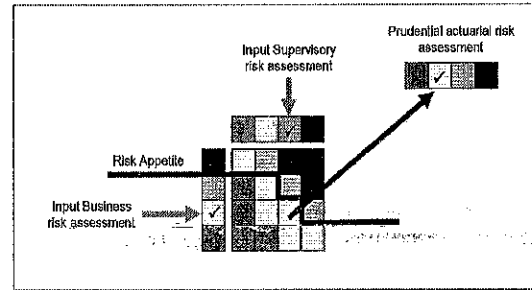 Prudential actuarial risk
assessment
Input Supervisory
risk assessment
Risk Appetite
Input Business
risk assessment